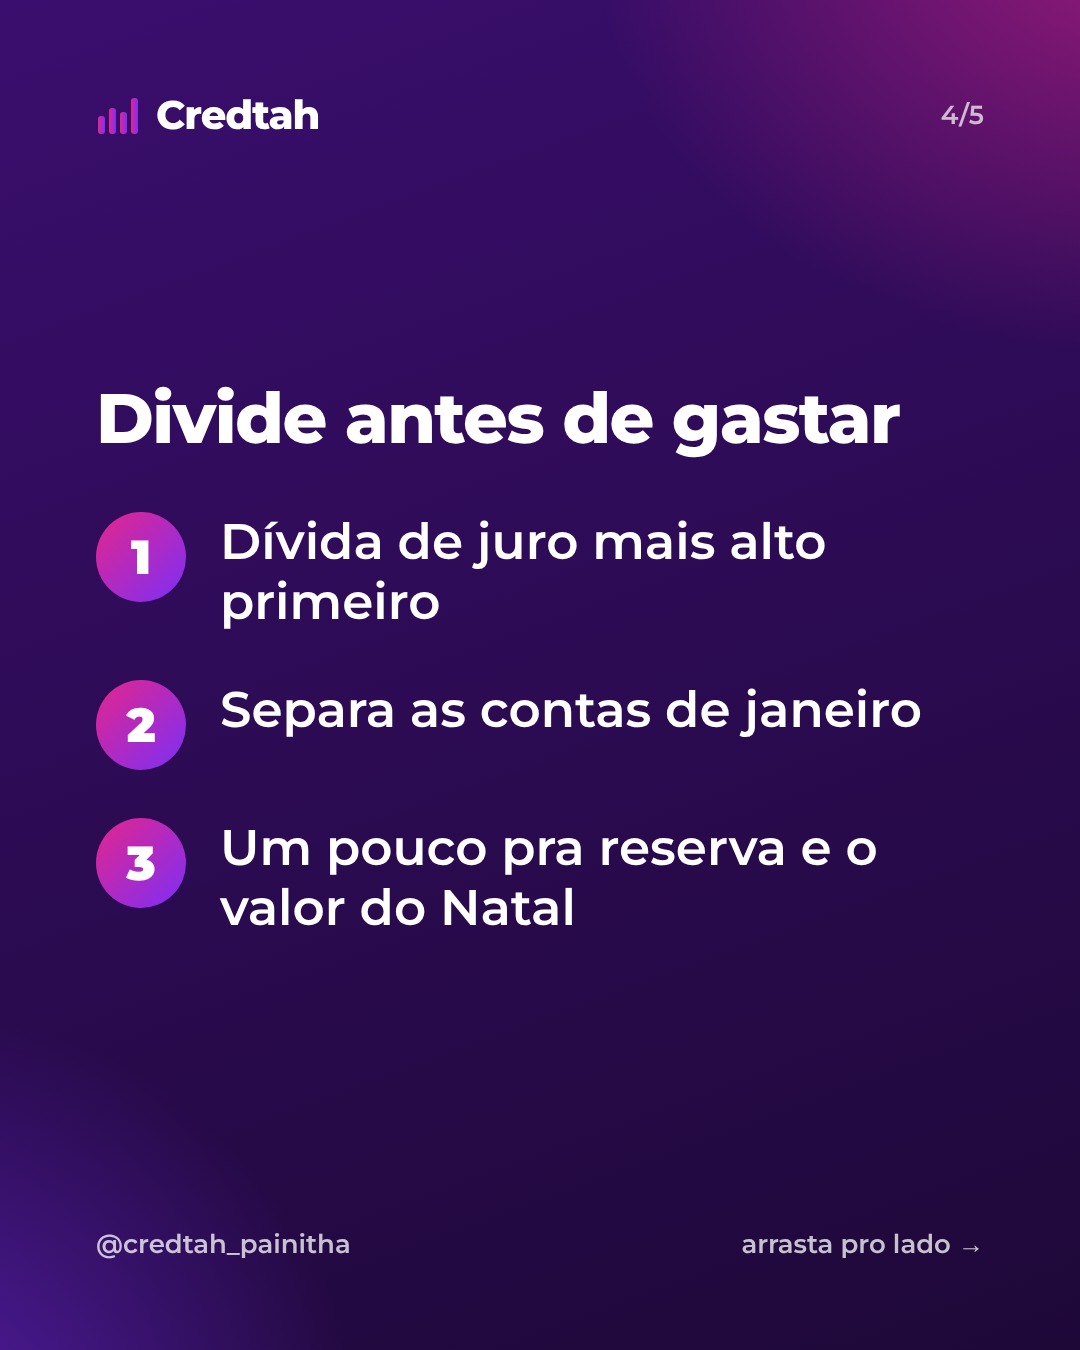 Credtah
4/5
Divide antes de gastar
1
Dívida de juro mais alto
primeiro
2
Separa as contas de janeiro
3
Um pouco pra reserva e o
valor do Natal
@credtah_painitha
arrasta pro lado →